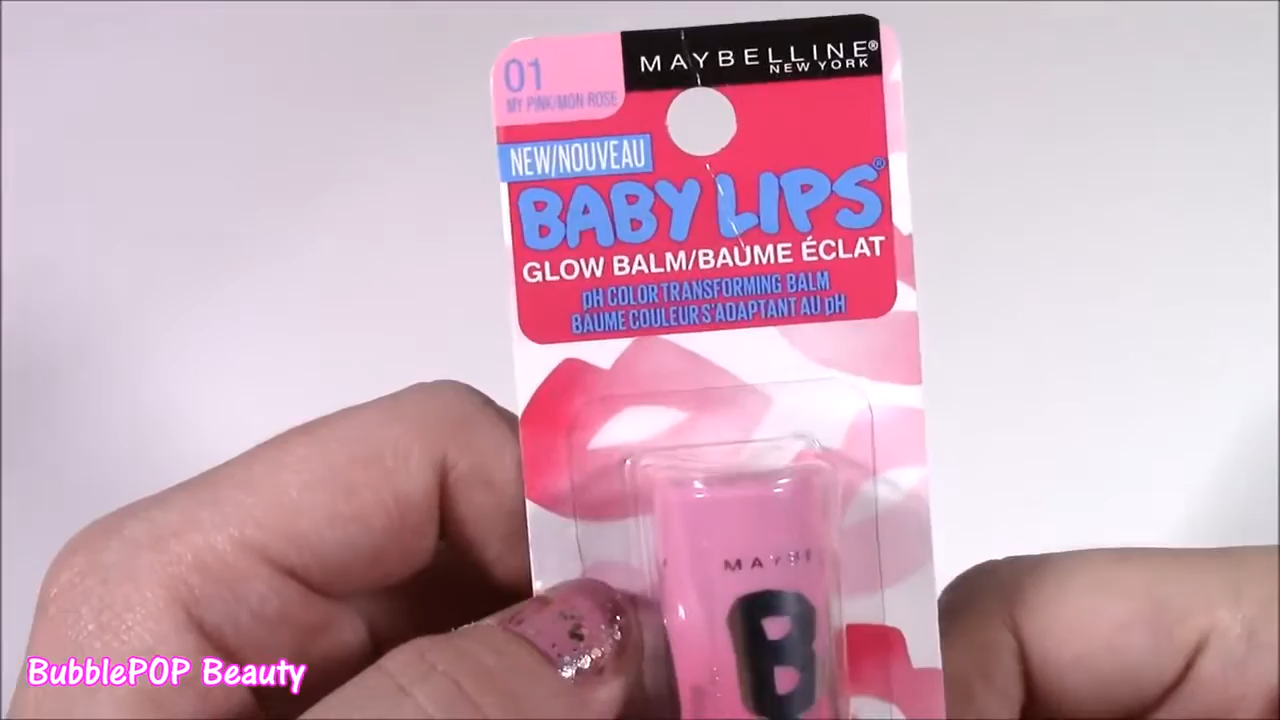 MAYBELLINE®
NEW YORK
01
MY PINK/MON ROSE
NEW/NOUVEAU
BABY LIPS®
GLOW BALM/BAUME ÉCLAT
pH COLOR TRANSFORMING BALM
BAUME COULEUR S'ADAPTANT AU pH
MAYBE
B
BubblePOP Beauty